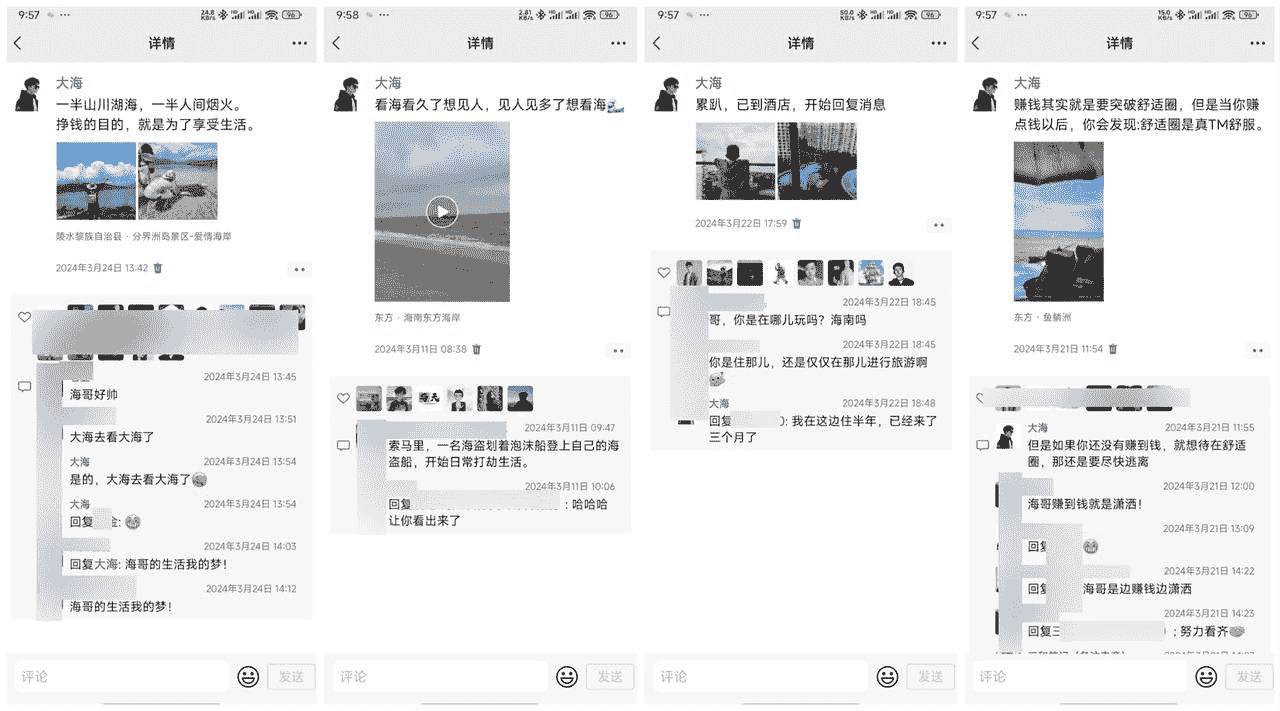 9:57 ··· 24.8 KB/s 96
详情
大海
一半山川湖海，一半人间烟火。
挣钱的目的，就是为了享受生活。
陵水黎族自治县 · 分界洲岛景区-爱情海岸
2024年3月24日 13:42
2024年3月24日 13:45
海哥好帅
2024年3月24日 13:51
大海去看大海了
大海 2024年3月24日 13:54
是的，大海去看大海了
大海 2024年3月24日 13:54
回复 金:
2024年3月24日 14:03
回复大海: 海哥的生活我的梦！
2024年3月24日 14:12
海哥的生活我的梦！
评论
发送
9:58 ··· 2.81 KB/s 96
详情
大海
看海看久了想见人，见人见多了想看海
东方 · 海南东方海岸
2024年3月11日 08:38
2024年3月11日 09:47
索马里，一名海盗划着泡沫船登上自己的海
盗船，开始日常打劫生活。
2024年3月11日 10:06
回复 : 哈哈哈
让你看出来了
评论
发送
9:57 ··· 50.0 KB/s 96
详情
大海
累趴，已到酒店，开始回复消息
2024年3月22日 17:59
2024年3月22日 18:45
哥，你是在哪儿玩吗？海南吗
2024年3月22日 18:45
你是住那儿，还是仅仅在那儿进行旅游啊
大海 2024年3月22日 18:48
回复 : 我在这边住半年，已经来了
三个月了
评论
发送
9:57 ··· 15.0 KB/s 96
详情
大海
赚钱其实就是要突破舒适圈，但是当你赚
点钱以后，你会发现:舒适圈是真TM舒服。
东方 · 鱼鳞洲
2024年3月21日 11:54
大海 2024年3月21日 11:55
但是如果你还没有赚到钱，就想待在舒适
圈，那还是要尽快逃离
2024年3月21日 12:00
海哥赚到钱就是潇洒！
2024年3月21日 13:09
回复
2024年3月21日 14:22
回复 海哥是边赚钱边潇洒
2024年3月21日 14:23
回复三 : 努力看齐
评论
发送